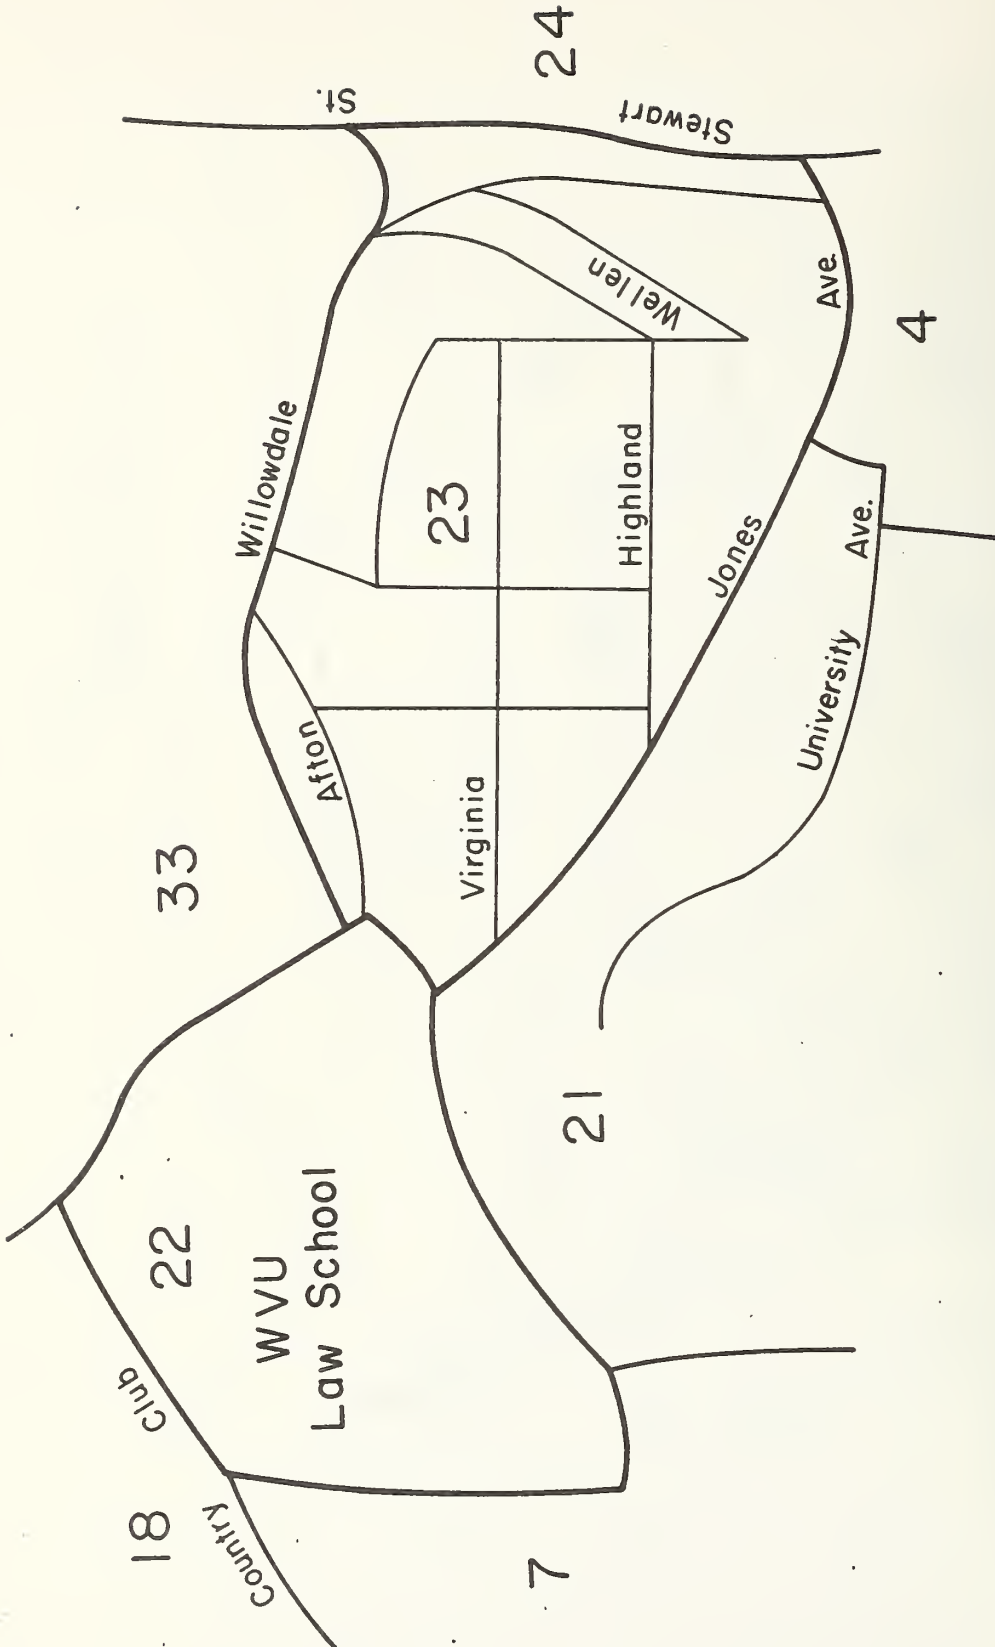 18
Country Club
22
WVU
Law School
33
7
21
Afton
Willowdale
Virginia
23
Highland
Wellen
St.
Stewart
24
Jones Ave.
University Ave.
4